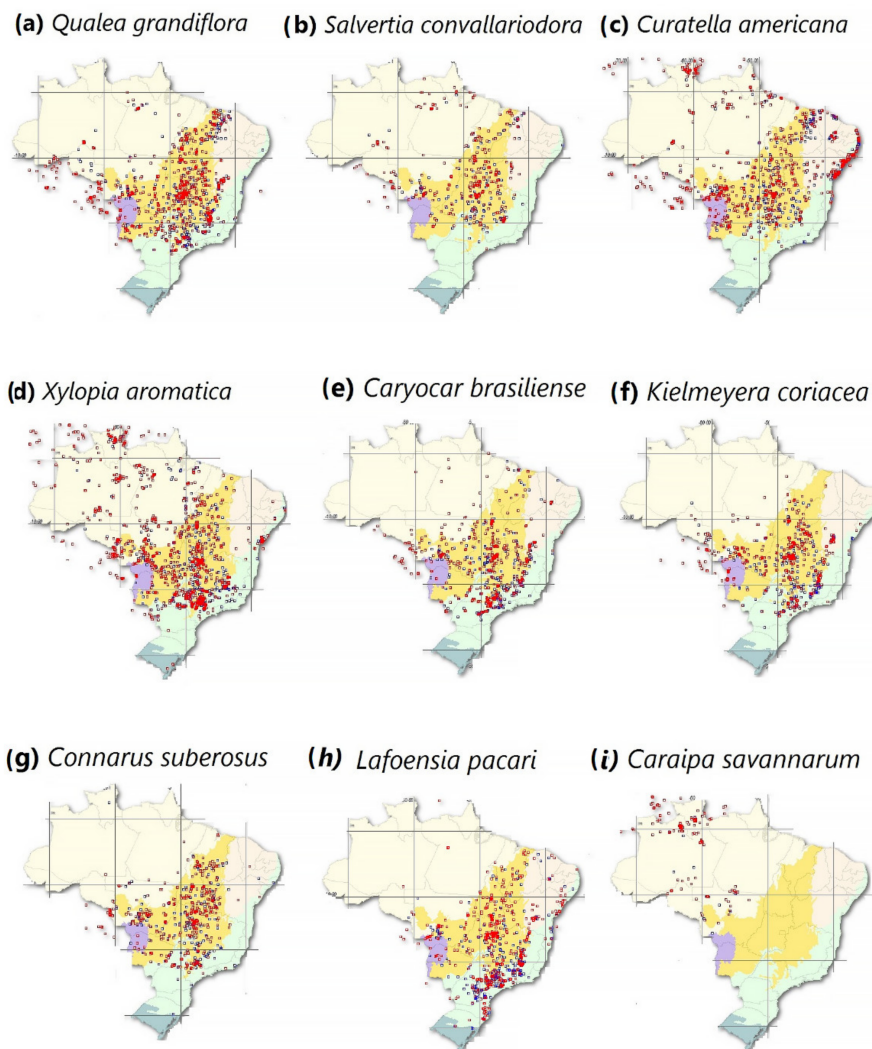 (a) Qualea grandiflora
(b) Salvertia convallariodora
(c) Curatella americana
(d) Xylopia aromatica
(e) Caryocar brasiliense
(f) Kielmeyera coriacea
(g) Connarus suberosus
(h) Lafoensia pacari
(i) Caraipa savannarum